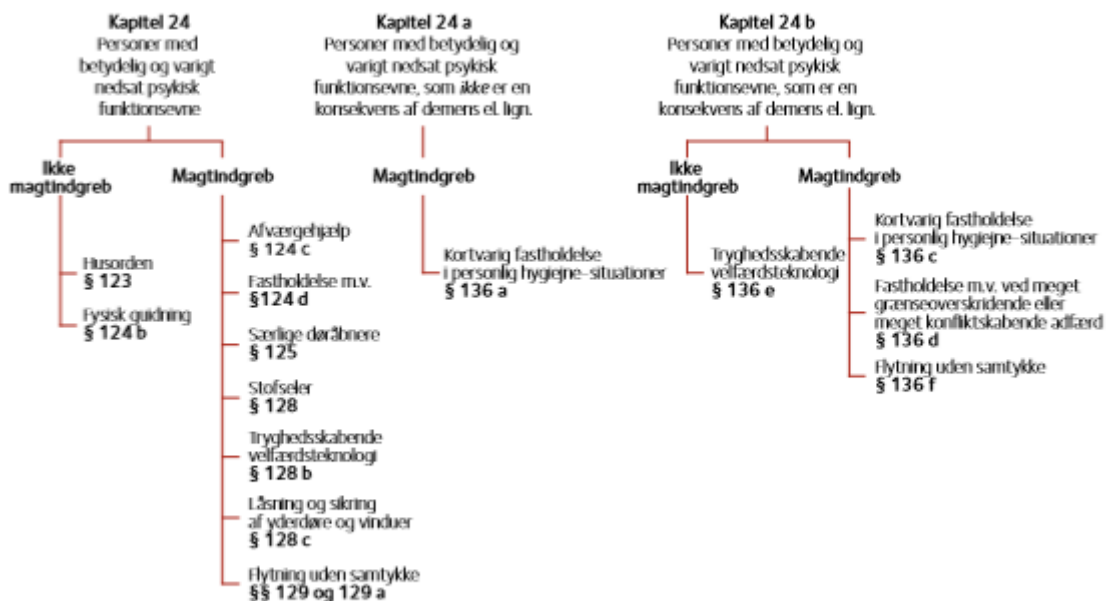 Kapitel 24
Personer med
betydelig og varigt
nedsat psykisk
funktionsevne
Ikke
magtindgreb
Husorden
§ 123
Fysisk guidning
§ 124 b
Magtindgreb
Afværgehjælp
§ 124 c
Fastholdelse m.v.
§124 d
Særlige døråbnere
§ 125
Stofseler
§ 128
Tryghedsskabende
velfærdsteknologi
§ 128 b
Låsning og sikring
af yderdøre og vinduer
§ 128 c
Flytning uden samtykke
§§ 129 og 129 a
Kapitel 24 a
Personer med betydelig og
varigt nedsat psykisk
funktionsevne, som ikke er en
konsekvens af demens el. lign.
Magtindgreb
Kortvarig fastholdelse
i personlig hygiejne-situationer
§ 136 a
Kapitel 24 b
Personer med betydelig og
varigt nedsat psykisk
funktionsevne, som er en
konsekvens af demens el. lign.
Ikke
magtindgreb
Tryghedsskabende
velfærdsteknologi
§ 136 e
Magtindgreb
Kortvarig fastholdelse
i personlig hygiejne-situationer
§ 136 c
Fastholdelse m.v. ved meget
grænseoverskridende eller
meget konfliktskabende adfærd
§ 136 d
Flytning uden samtykke
§ 136 f